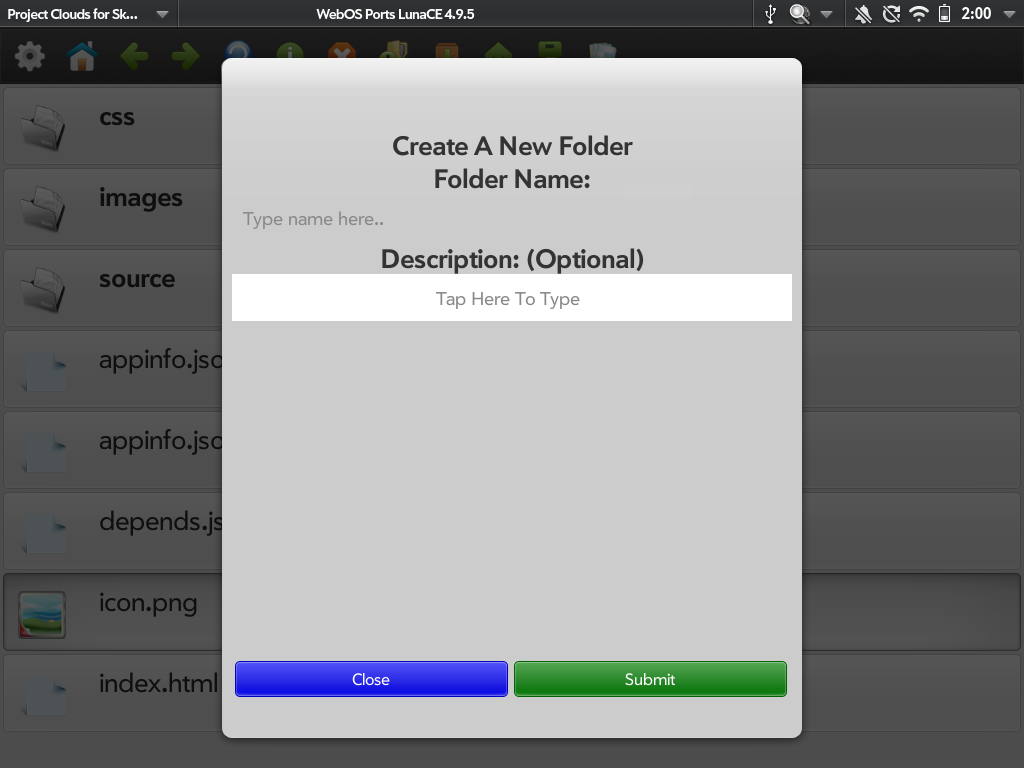 Project Clouds for Sk... WebOS Ports LunaCE 4.9.5 2:00
Create A New Folder
Folder Name:
Type name here..
Description: (Optional)
Tap Here To Type
Close Submit
css
images
source
appinfo.jso
appinfo.jso
depends.js
icon.png
index.html